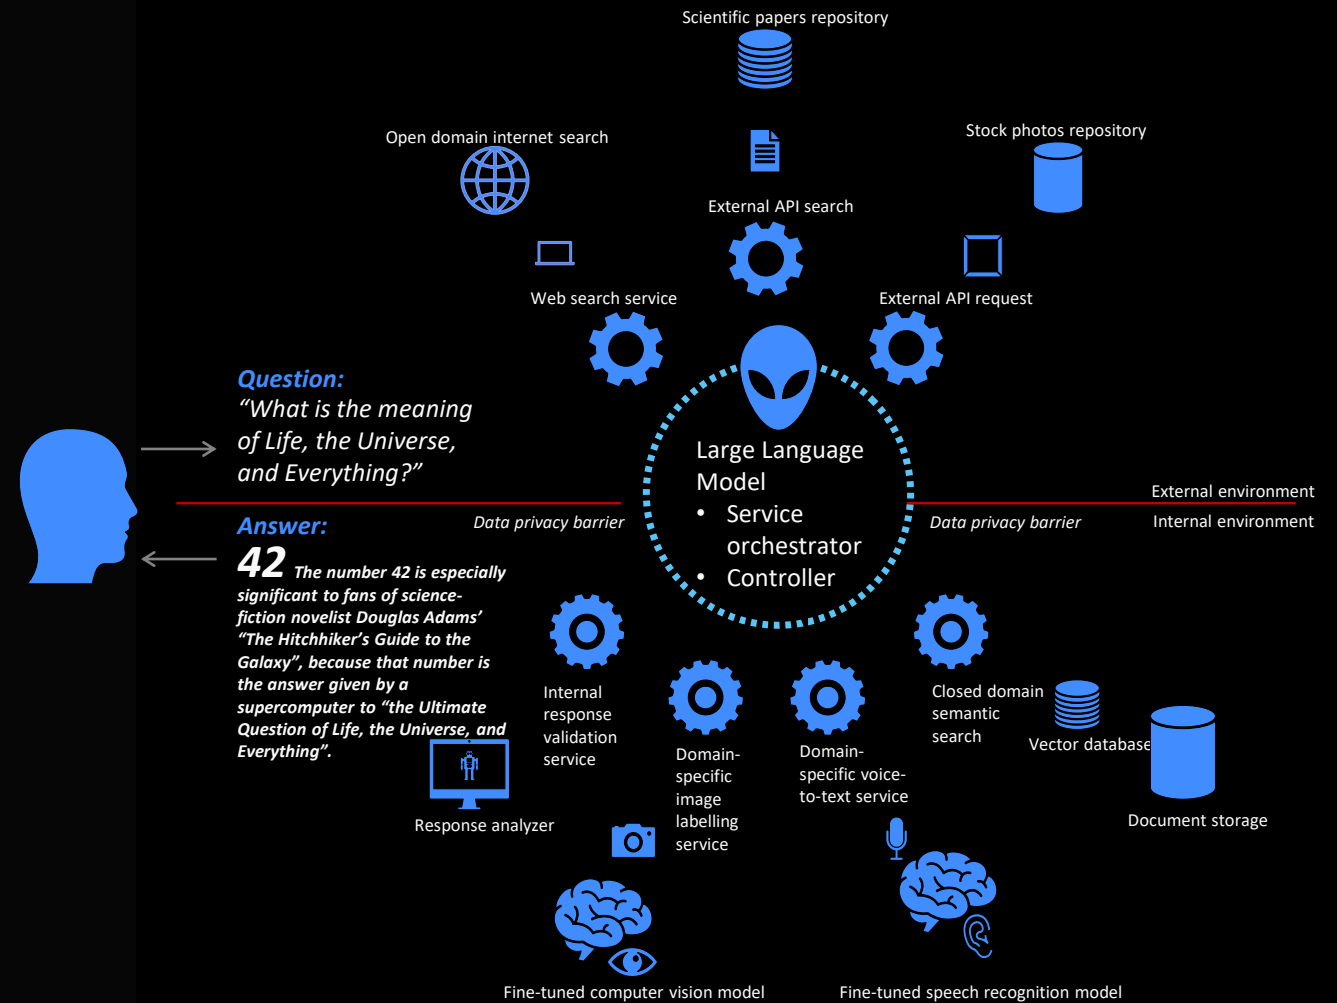 Scientific papers repository
Open domain internet search
Stock photos repository
External API search
Web search service
External API request
Question:
“What is the meaning
of Life, the Universe,
and Everything?”
Large Language
Model
• Service
orchestrator
• Controller
External environment
Internal environment
Data privacy barrier
Data privacy barrier
Answer:
42 The number 42 is especially
significant to fans of science-
fiction novelist Douglas Adams’
“The Hitchhiker’s Guide to the
Galaxy”, because that number is
the answer given by a
supercomputer to “the Ultimate
Question of Life, the Universe, and
Everything”.
Response analyzer
Internal
response
validation
service
Domain-
specific
image
labelling
service
Domain-
specific voice-
to-text service
Closed domain
semantic
search
Vector database
Document storage
Fine-tuned computer vision model
Fine-tuned speech recognition model